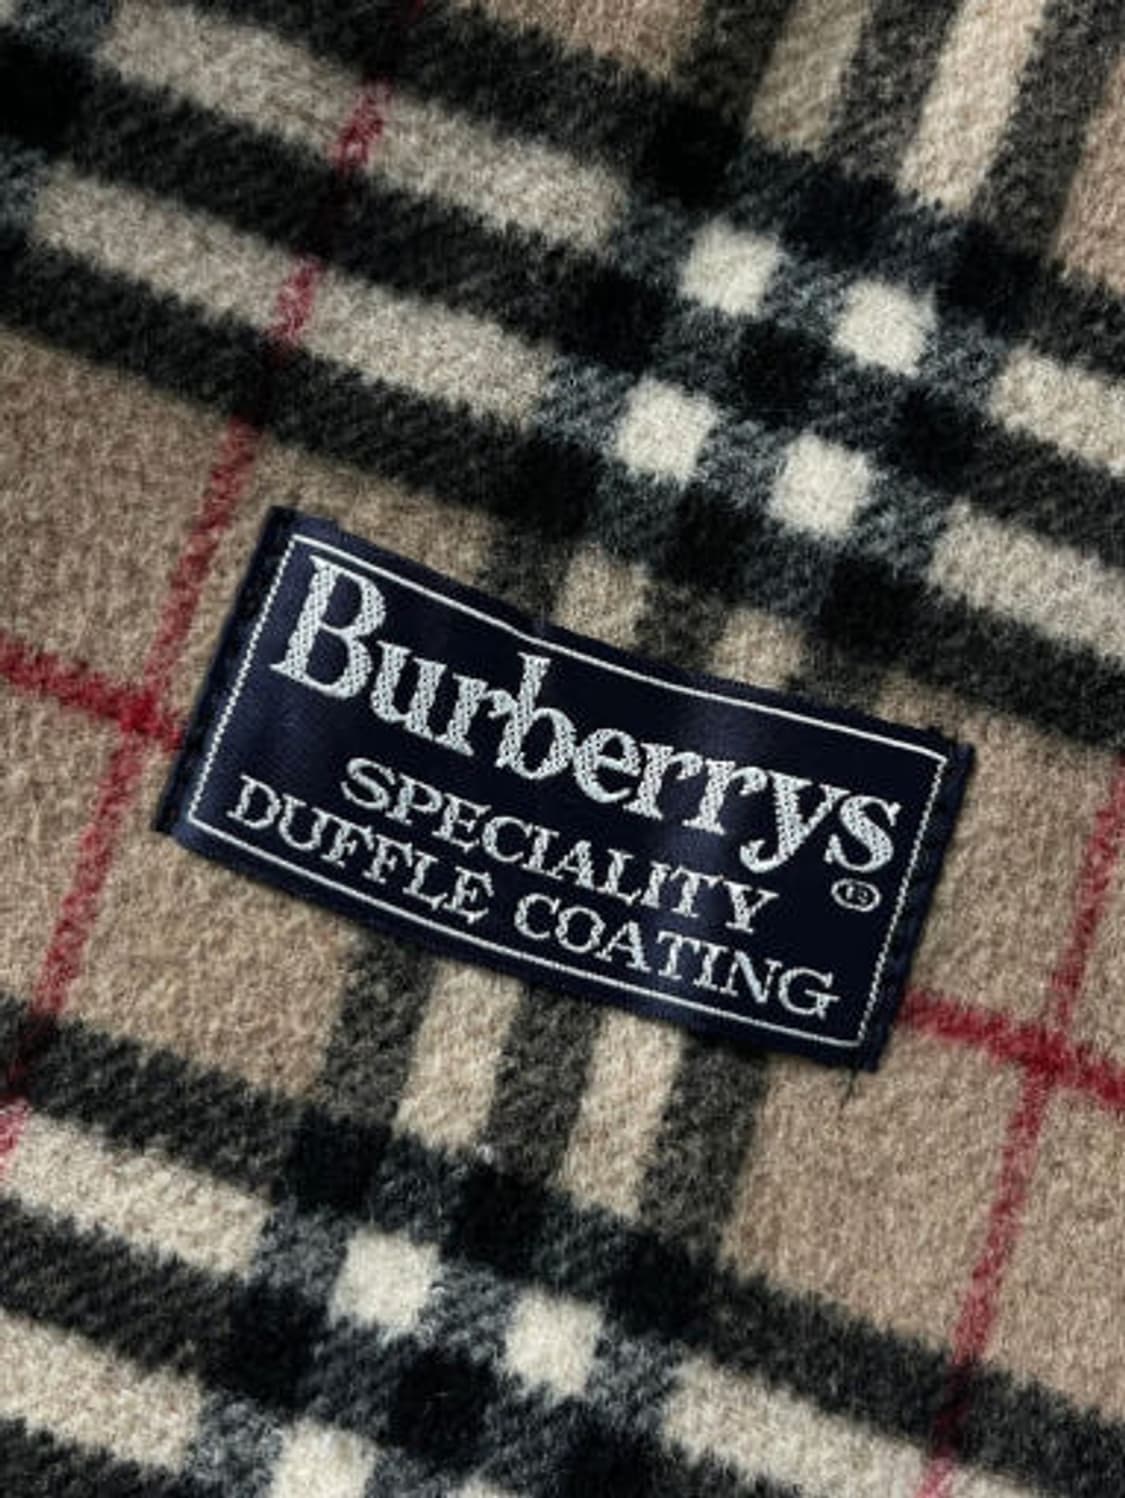 Burberrys®
SPECIALITY
DUFFLE COATING